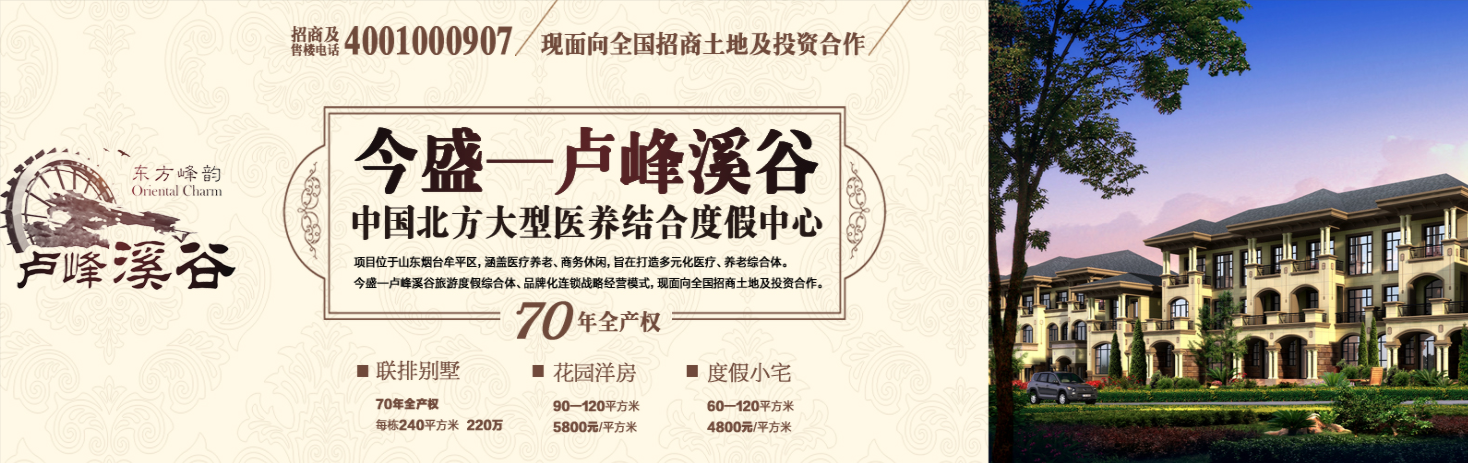 招商及
售楼电话 4001000907 现面向全国招商土地及投资合作
东方峰韵
Oriental Charm
卢峰溪谷
今盛—卢峰溪谷
中国北方大型医养结合度假中心
项目位于山东烟台牟平区，涵盖医疗养老、商务休闲，旨在打造多元化医疗、养老综合体。
今盛—卢峰溪谷旅游度假综合体、品牌化连锁战略经营模式，现面向全国招商土地及投资合作。
70年全产权
■ 联排别墅
70年全产权
每栋240平方米 220万
■ 花园洋房
90—120平方米
5800元/平方米
■ 度假小宅
60—120平方米
4800元/平方米